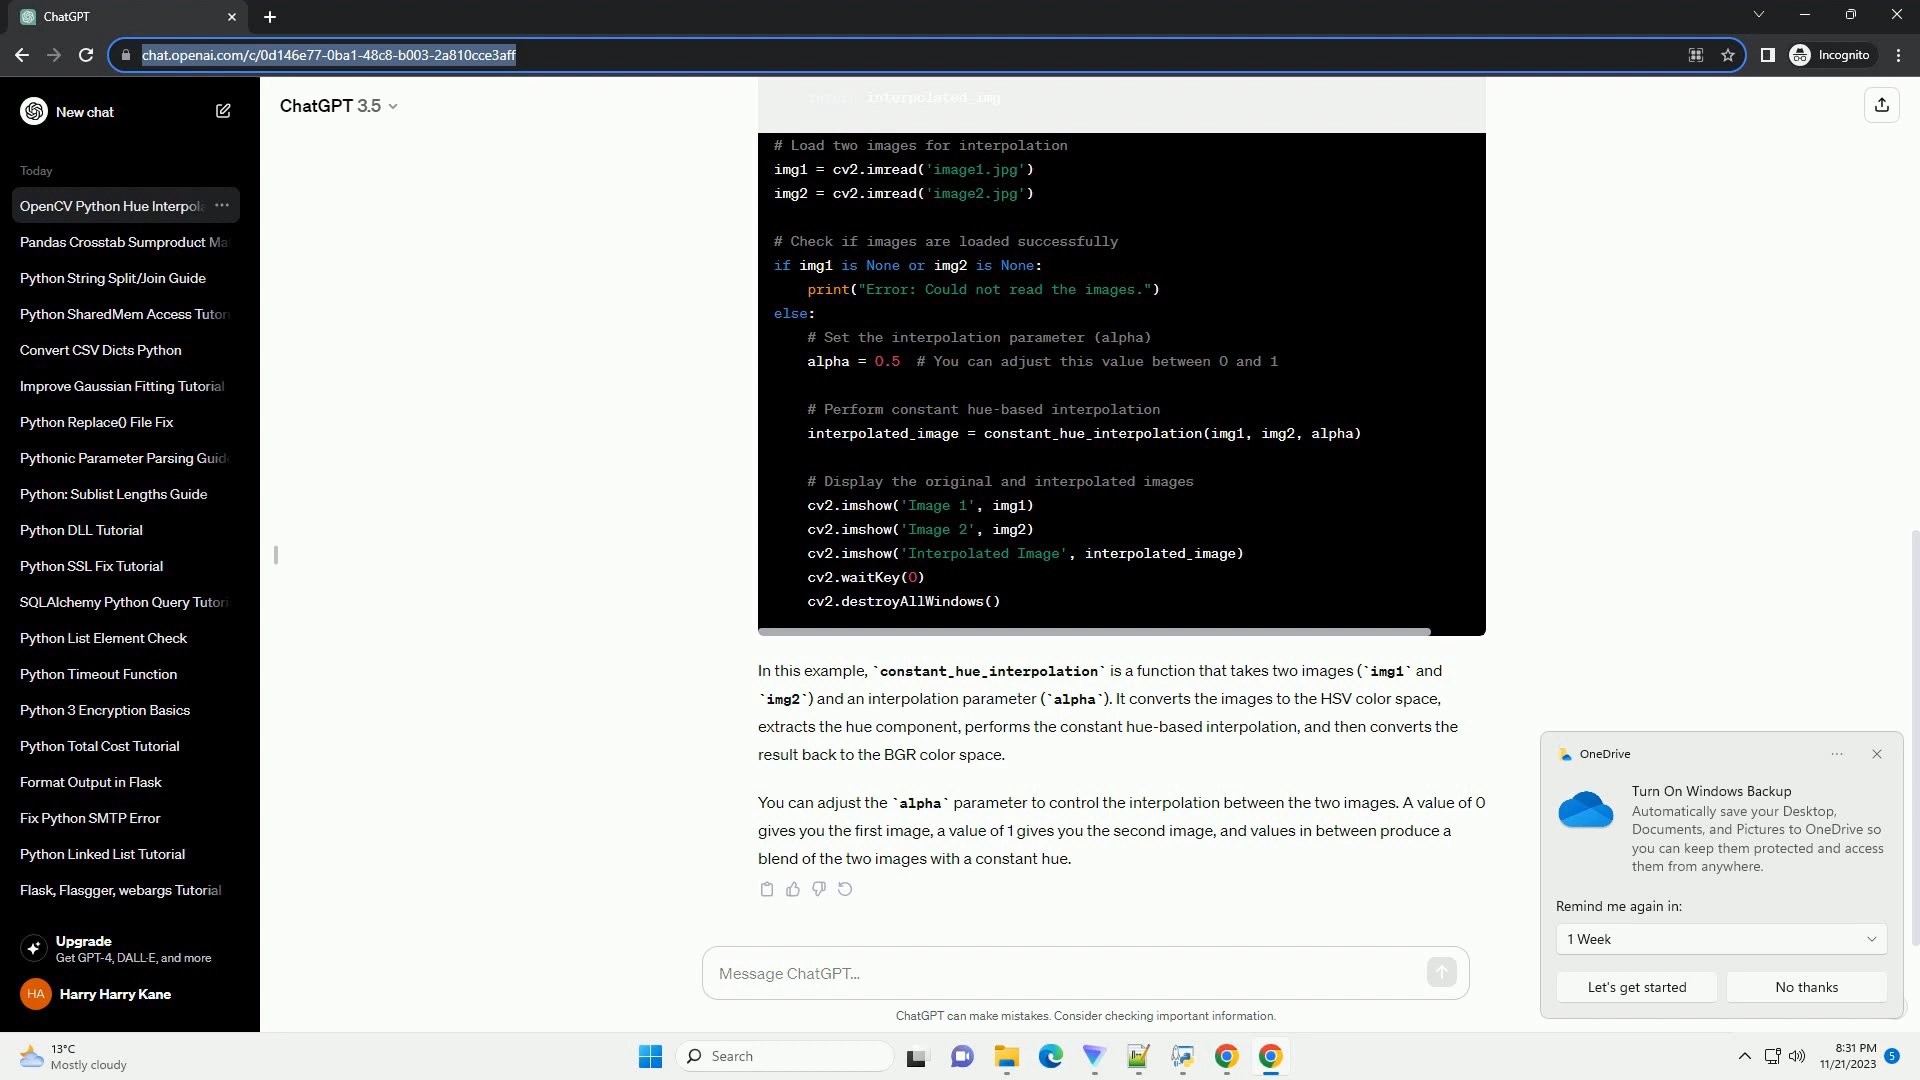 ChatGPT
chat.openai.com/c/0d146e77-0ba1-48c8-b003-2a810cce3aff
Incognito
New chat
Today
OpenCV Python Hue Interpol
Pandas Crosstab Sumproduct Ma
Python String Split/Join Guide
Python SharedMem Access Tutor
Convert CSV Dicts Python
Improve Gaussian Fitting Tutorial
Python Replace() File Fix
Pythonic Parameter Parsing Guid
Python: Sublist Lengths Guide
Python DLL Tutorial
Python SSL Fix Tutorial
SQLAlchemy Python Query Tutori
Python List Element Check
Python Timeout Function
Python 3 Encryption Basics
Python Total Cost Tutorial
Format Output in Flask
Fix Python SMTP Error
Python Linked List Tutorial
Flask, Flasgger, webargs Tutorial
Upgrade
Get GPT-4, DALL·E, and more
HA Harry Harry Kane
ChatGPT 3.5
return interpolated_img
# Load two images for interpolation
img1 = cv2.imread('image1.jpg')
img2 = cv2.imread('image2.jpg')
# Check if images are loaded successfully
if img1 is None or img2 is None:
print("Error: Could not read the images.")
else:
# Set the interpolation parameter (alpha)
alpha = 0.5  # You can adjust this value between 0 and 1
# Perform constant hue-based interpolation
interpolated_image = constant_hue_interpolation(img1, img2, alpha)
# Display the original and interpolated images
cv2.imshow('Image 1', img1)
cv2.imshow('Image 2', img2)
cv2.imshow('Interpolated Image', interpolated_image)
cv2.waitKey(0)
cv2.destroyAllWindows()
In this example, `constant_hue_interpolation` is a function that takes two images (`img1` and
`img2`) and an interpolation parameter (`alpha`). It converts the images to the HSV color space,
extracts the hue component, performs the constant hue-based interpolation, and then converts the
result back to the BGR color space.
You can adjust the `alpha` parameter to control the interpolation between the two images. A value of 0
gives you the first image, a value of 1 gives you the second image, and values in between produce a
blend of the two images with a constant hue.
Message ChatGPT...
ChatGPT can make mistakes. Consider checking important information.
OneDrive
Turn On Windows Backup
Automatically save your Desktop,
Documents, and Pictures to OneDrive so
you can keep them protected and access
them from anywhere.
Remind me again in:
1 Week
Let's get started
No thanks
13°C
Mostly cloudy
Search
8:31 PM
11/21/2023
5